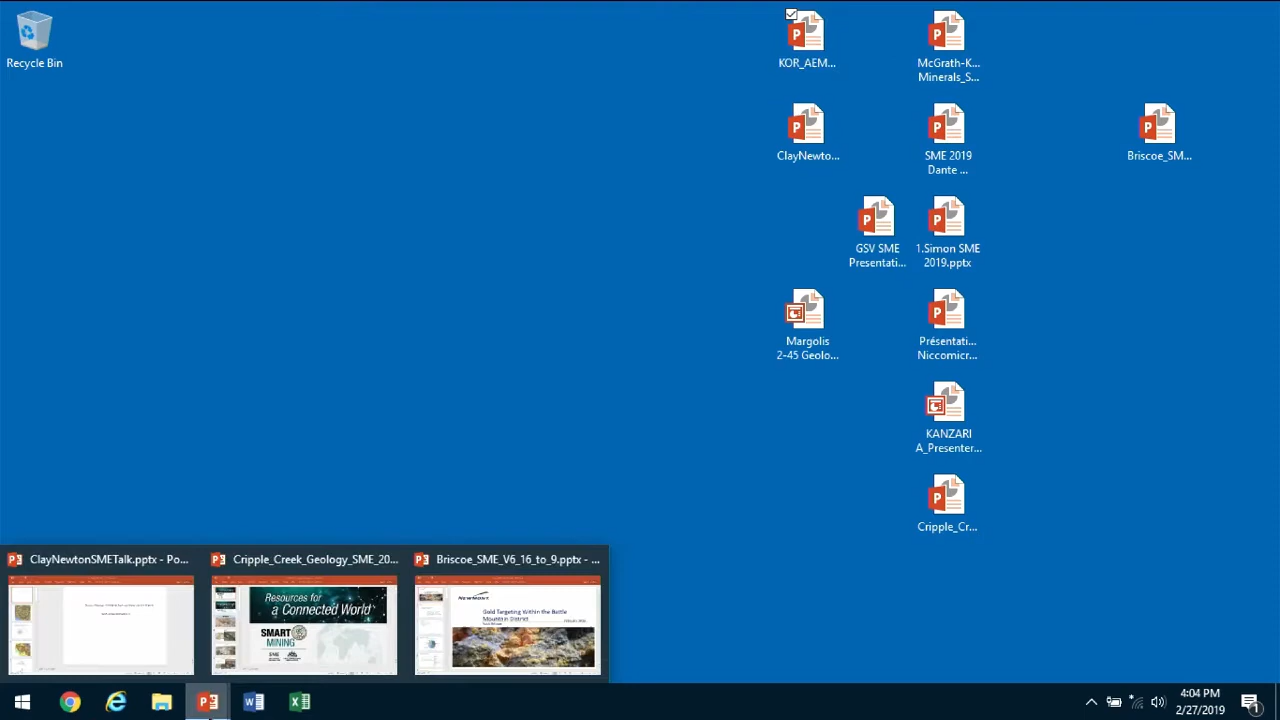 Recycle Bin
KOR_AEM...
McGrath-K...
Minerals_S...
ClayNewto...
SME 2019
Dante ...
Briscoe_SM...
GSV SME
Presentati...
1.Simon SME
2019.pptx
Margolis
2-45 Geolo...
Présentati...
Niccomicr...
KANZARI
A_Presenter...
Cripple_Cr...
ClayNewtonSMETalk.pptx - Po...
Cripple_Creek_Geology_SME_20...
Briscoe_SME_V6_16_to_9.pptx - ...
Resources for
a Connected World
SMART
MINING
Gold Targeting Within the Battle
Mountain District
4:04 PM
2/27/2019
1